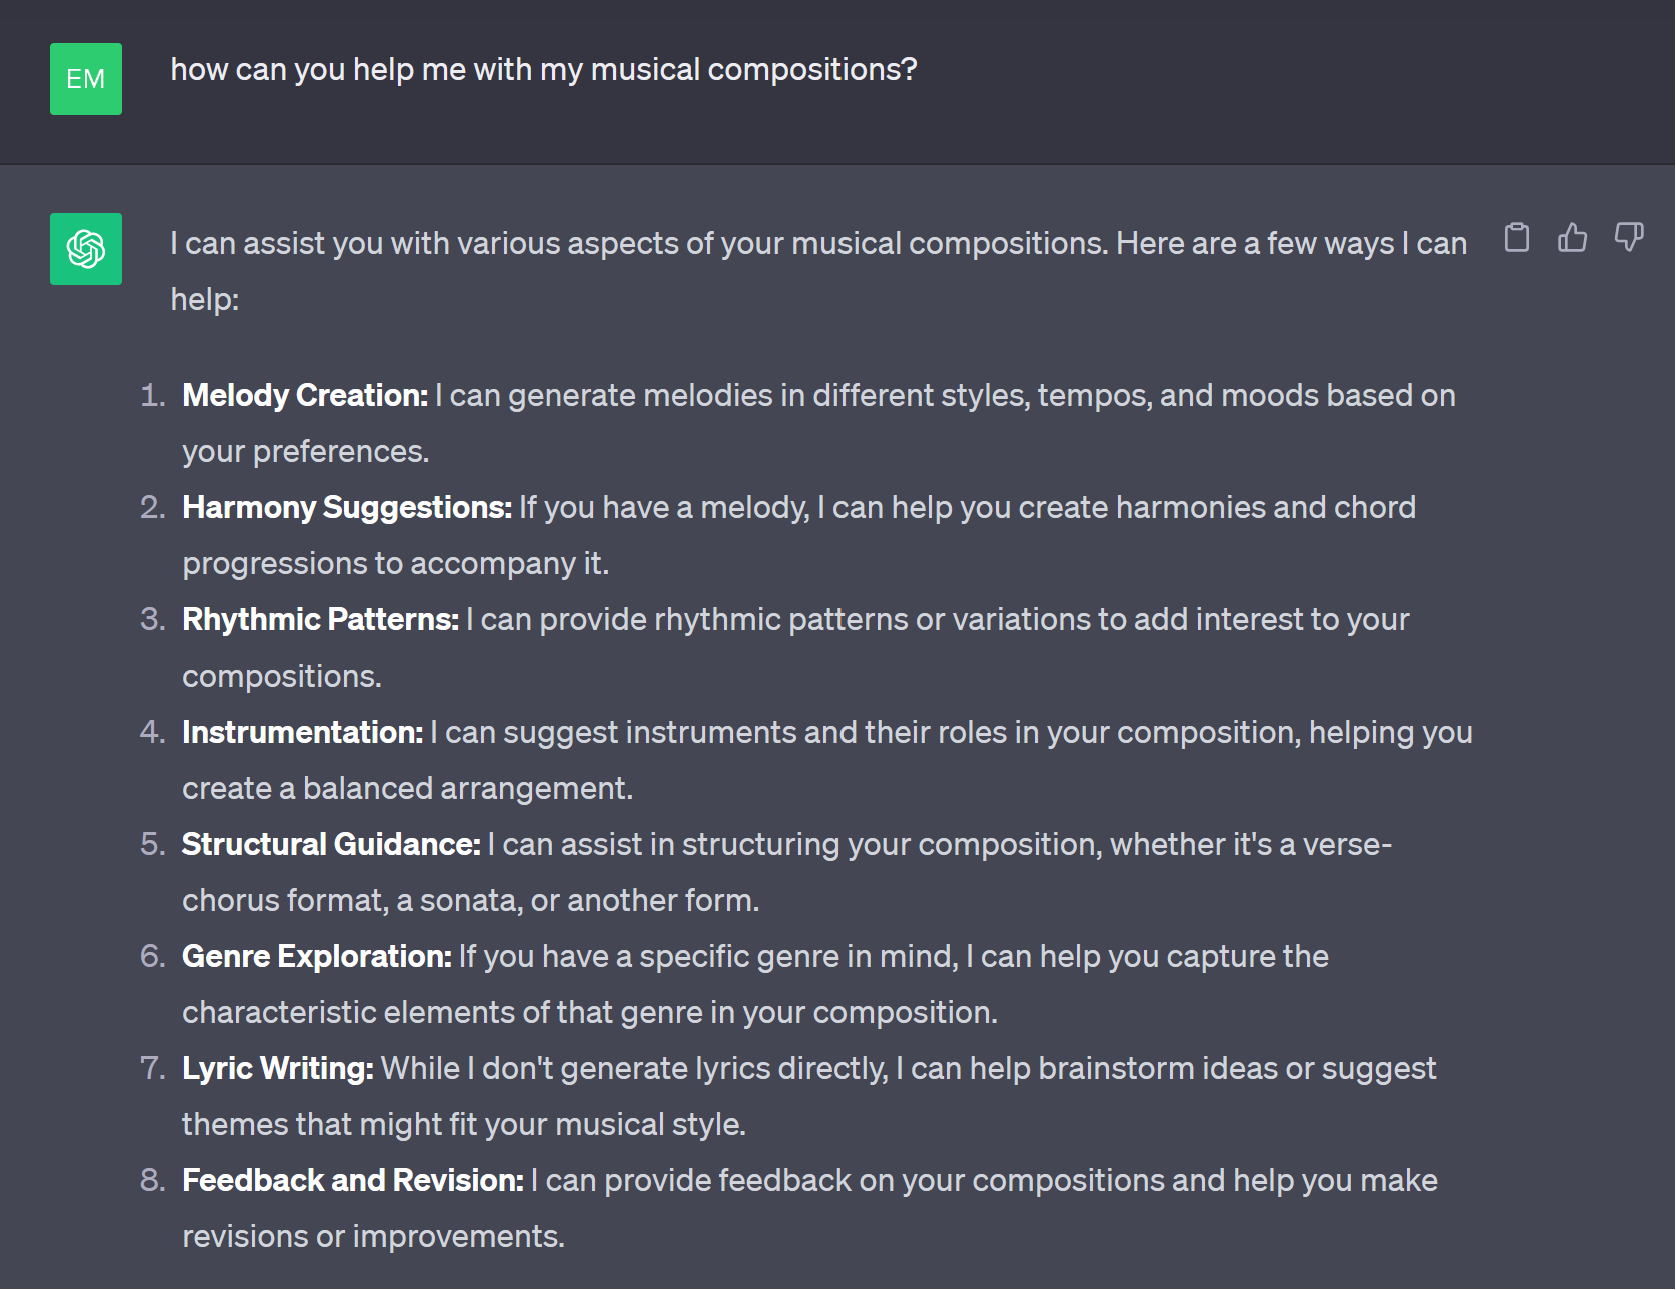 EM
how can you help me with my musical compositions?
I can assist you with various aspects of your musical compositions. Here are a few ways I can
help:
1. Melody Creation: I can generate melodies in different styles, tempos, and moods based on
your preferences.
2. Harmony Suggestions: If you have a melody, I can help you create harmonies and chord
progressions to accompany it.
3. Rhythmic Patterns: I can provide rhythmic patterns or variations to add interest to your
compositions.
4. Instrumentation: I can suggest instruments and their roles in your composition, helping you
create a balanced arrangement.
5. Structural Guidance: I can assist in structuring your composition, whether it's a verse-
chorus format, a sonata, or another form.
6. Genre Exploration: If you have a specific genre in mind, I can help you capture the
characteristic elements of that genre in your composition.
7. Lyric Writing: While I don't generate lyrics directly, I can help brainstorm ideas or suggest
themes that might fit your musical style.
8. Feedback and Revision: I can provide feedback on your compositions and help you make
revisions or improvements.